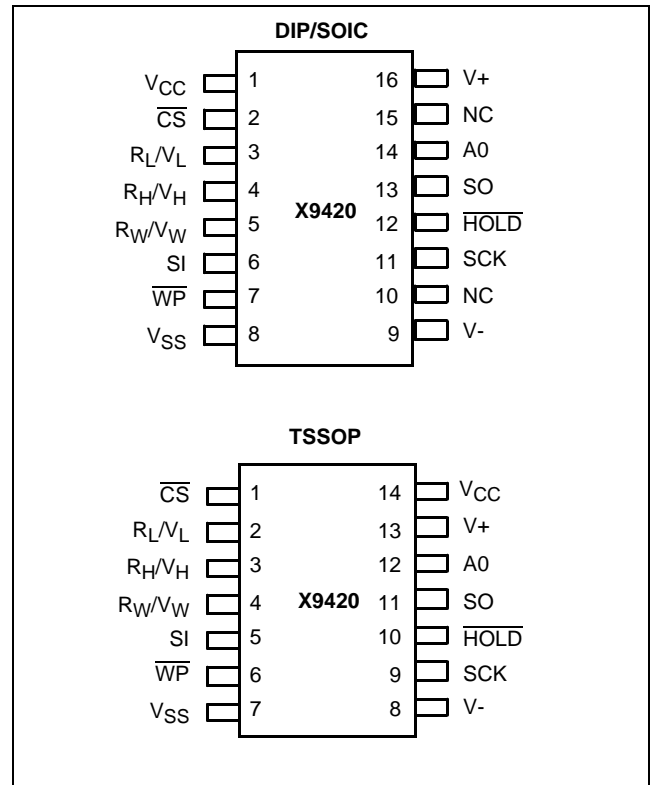 DIP/SOIC
VCC 1 16 V+
CS 2 15 NC
RL/VL 3 14 A0
RH/VH 4 13 SO
X9420
RW/VW 5 12 HOLD
SI 6 11 SCK
WP 7 10 NC
VSS 8 9 V-
TSSOP
CS 1 14 VCC
RL/VL 2 13 V+
RH/VH 3 12 A0
RW/VW 4 X9420 11 SO
SI 5 10 HOLD
WP 6 9 SCK
VSS 7 8 V-